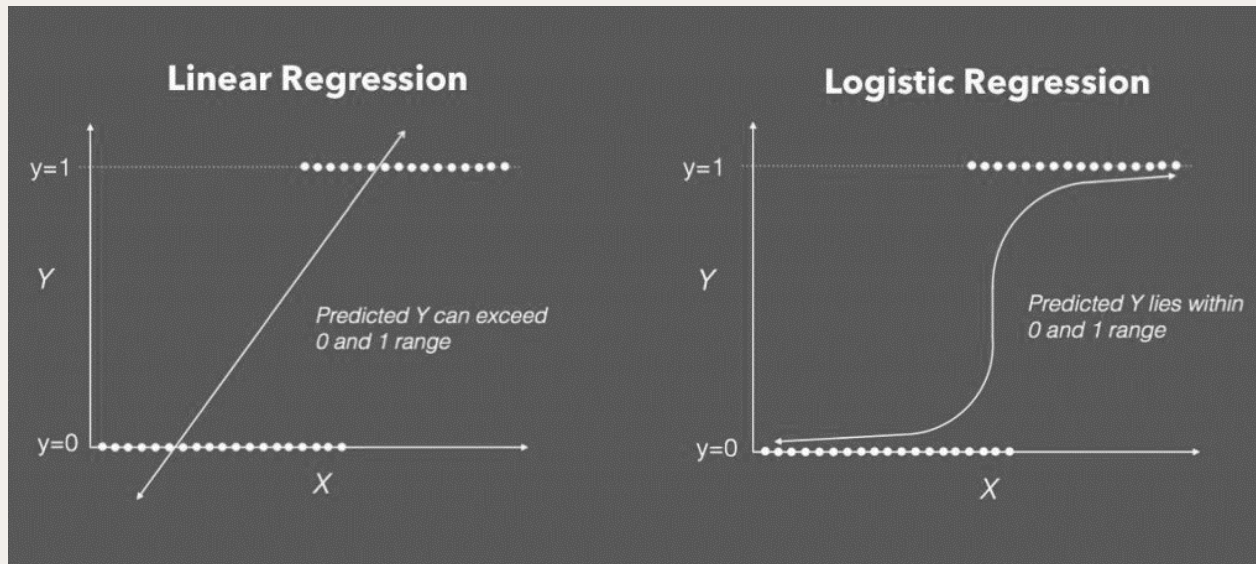 Linear Regression
y=1
Y
Predicted Y can exceed
0 and 1 range
y=0
X
Logistic Regression
y=1
Y
Predicted Y lies within
0 and 1 range
y=0
X